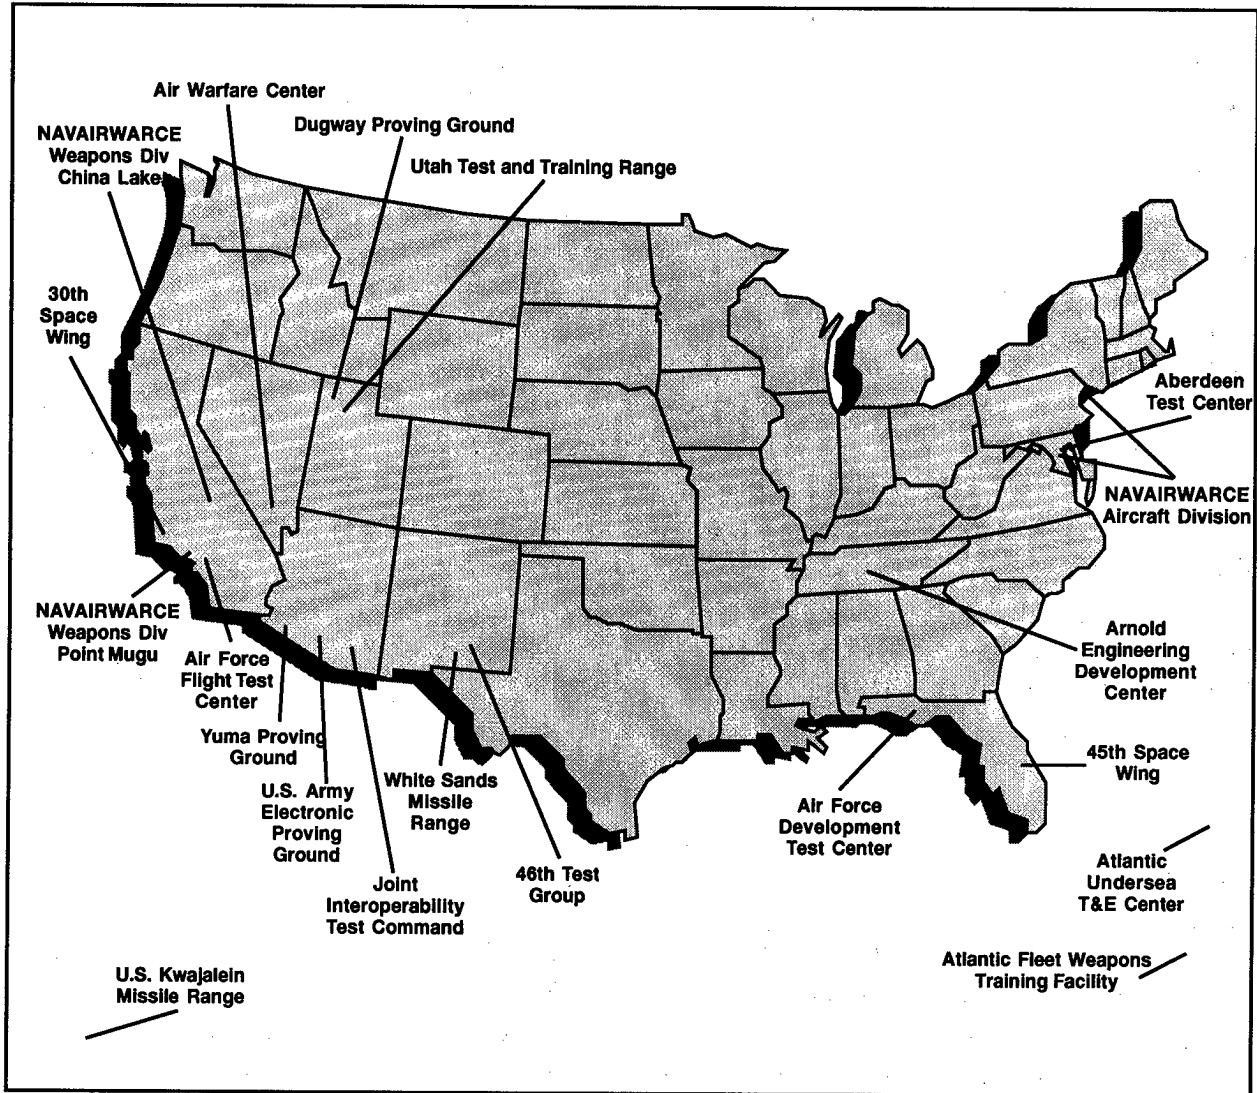 Air Warfare Center
Dugway Proving Ground
Utah Test and Training Range
NAVAIRWARCE
Weapons Div
China Lake
30th
Space
Wing
NAVAIRWARCE
Weapons Div
Point Mugu
Air Force
Flight Test
Center
Yuma Proving
Ground
U.S. Army
Electronic
Proving
Ground
Joint
Interoperability
Test Command
White Sands
Missile
Range
46th Test
Group
U.S. Kwajalein
Missile Range
Aberdeen
Test Center
NAVAIRWARCE
Aircraft Division
Arnold
Engineering
Development
Center
45th Space
Wing
Air Force
Development
Test Center
Atlantic
Undersea
T&E Center
Atlantic Fleet Weapons
Training Facility